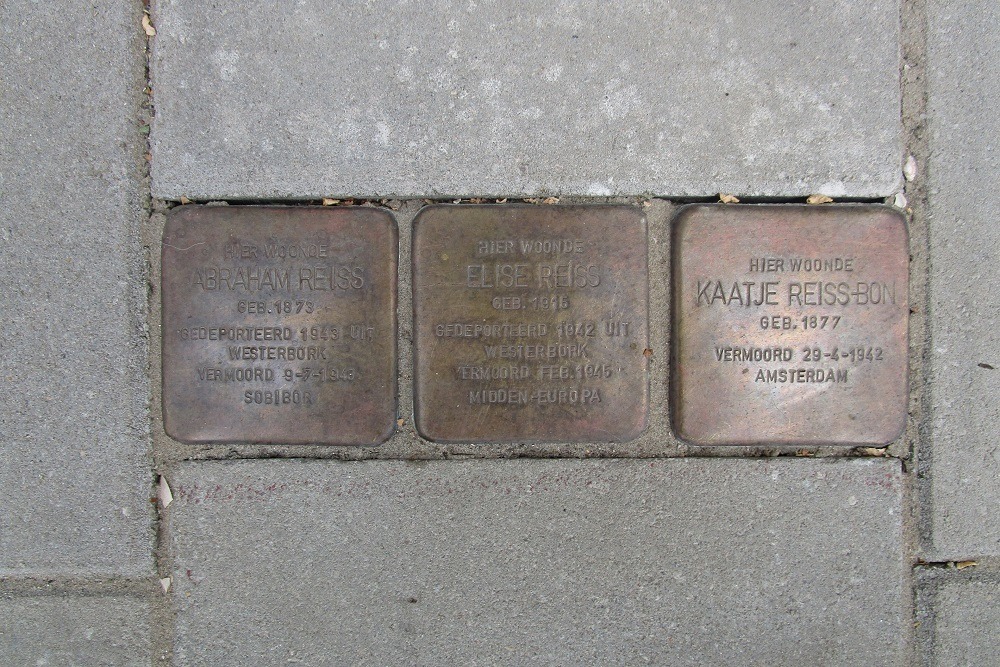 HIER WOONDE
ABRAHAM REISS
GEB. 1873
GEDEPORTEERD 1943 UIT
WESTERBORK
VERMOORD 9-7-1943
SOBIBOR
HIER WOONDE
ELISE REISS
GEB. 1915
GEDEPORTEERD 1942 UIT
WESTERBORK
VERMOORD FEB. 1945
MIDDEN-EUROPA
HIER WOONDE
KAATJE REISS-BON
GEB. 1877
VERMOORD 29-4-1942
AMSTERDAM